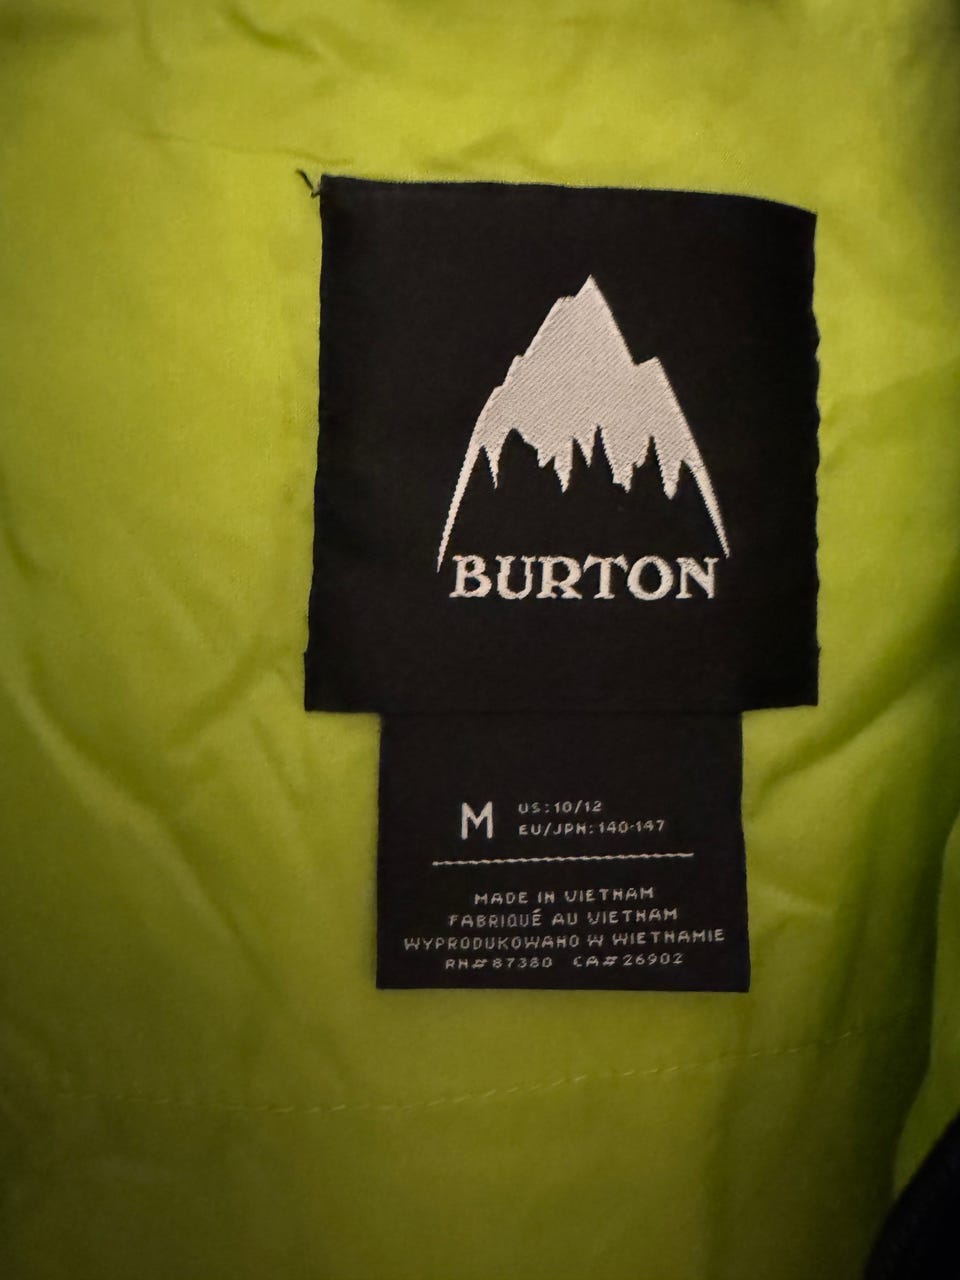 BURTON
M US:10/12
EU/JPN:140-147
MADE IN VIETNAM
FABRIQUÉ AU VIETNAM
WYPRODUKOWANO W WIETNAMIE
RN#87380 CA#26902